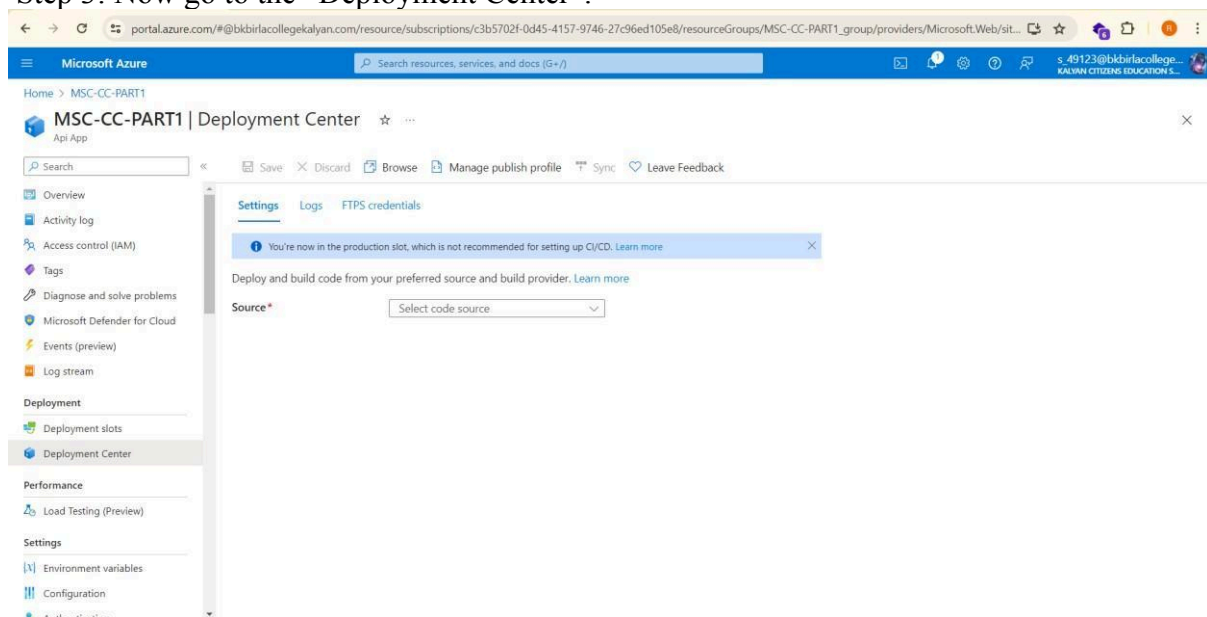 Step 5: Now go to the "Deployment Center".
portal.azure.com/#@bkbirlacollegekalyan.com/resource/subscriptions/c3b5702f-0d45-4157-9746-27c96ed105e8/resourceGroups/MSC-CC-PART1_group/providers/Microsoft.Web/sit...
Microsoft Azure
Search resources, services, and docs (G+/)
s_49123@bkbirlacollege...
KALYAN CITIZENS EDUCATION S...
Home > MSC-CC-PART1
MSC-CC-PART1 | Deployment Center
Api App
Search
Save Discard Browse Manage publish profile Sync Leave Feedback
Overview
Activity log
Access control (IAM)
Tags
Diagnose and solve problems
Microsoft Defender for Cloud
Events (preview)
Log stream
Deployment
Deployment slots
Deployment Center
Performance
Load Testing (Preview)
Settings
Environment variables
Configuration
Settings Logs FTPS credentials
You're now in the production slot, which is not recommended for setting up CI/CD. Learn more
Deploy and build code from your preferred source and build provider. Learn more
Source* Select code source